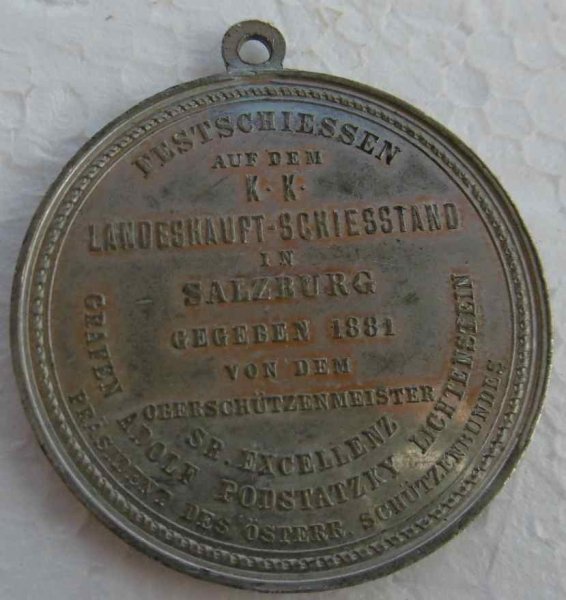 FESTSCHIESSEN
AUF DEM
K. K.
LANDESHAUPT-SCHIESSTAND
IN
SALZBURG
GEGEBEN 1881
VON DEM
OBERSCHÜTZENMEISTER
SR. EXCELLENZ
GRAFEN ADOLF PODSTATZKY LICHTENSTEIN
PRÄSIDENT DES ÖSTERR. SCHÜTZENBUNDES